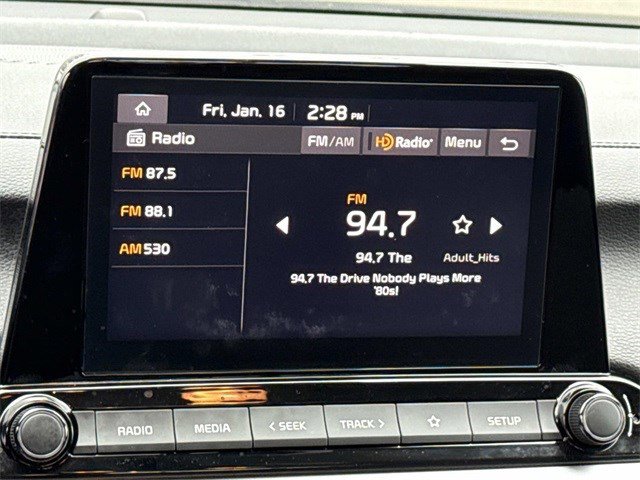 Fri, Jan. 16 2:28 PM
Radio FM/AM HD Radio Menu
FM 87.5
FM 88.1
AM 530
FM
94.7
94.7 The Adult_Hits
94.7 The Drive Nobody Plays More
'80s!
RADIO MEDIA < SEEK TRACK > SETUP